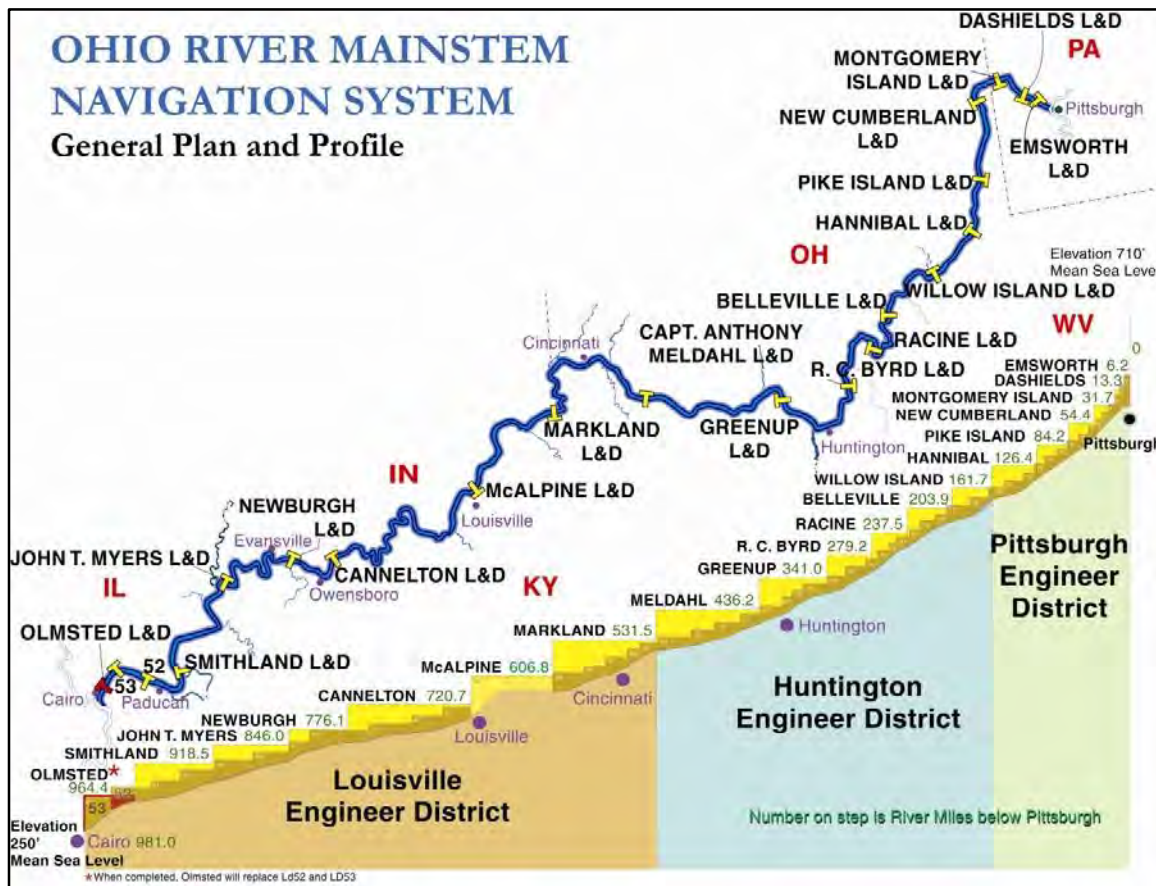 OHIO RIVER MAINSTEM
NAVIGATION SYSTEM
General Plan and Profile
DASHIELDS L&D
PA
MONTGOMERY
ISLAND L&D
Pittsburgh
NEW CUMBERLAND
L&D
EMSWORTH
L&D
PIKE ISLAND L&D
HANNIBAL L&D
OH
Elevation 710'
Mean Sea Level
WILLOW ISLAND L&D
BELLEVILLE L&D
WV
CAPT. ANTHONY
MELDAHL L&D
Cincinnati
RACINE L&D
R. C. BYRD L&D
MARKLAND
L&D
GREENUP
L&D
Huntington
IN
McALPINE L&D
Louisville
NEWBURGH
L&D
Evansville
JOHN T. MYERS L&D
CANNELTON L&D
Owensboro
IL
KY
OLMSTED L&D
52
SMITHLAND L&D
53
Cairo
Paducah
0
EMSWORTH 6.2
DASHIELDS 13.3
MONTGOMERY ISLAND 31.7
NEW CUMBERLAND 54.4
Pittsburgh
PIKE ISLAND 84.2
HANNIBAL 126.4
WILLOW ISLAND 161.7
BELLEVILLE 203.9
RACINE 237.5
R. C. BYRD 279.2
GREENUP 341.0
MELDAHL 436.2
Huntington
MARKLAND 531.5
McALPINE 606.8
Cincinnati
CANNELTON 720.7
Louisville
NEWBURGH 776.1
JOHN T. MYERS 846.0
SMITHLAND 918.5
OLMSTED*
964.4
52
53
Elevation
250'
Mean Sea Level
Cairo 981.0
Louisville
Engineer District
Huntington
Engineer District
Pittsburgh
Engineer
District
Number on step is River Miles below Pittsburgh
*When completed, Olmsted will replace Ld52 and LD53